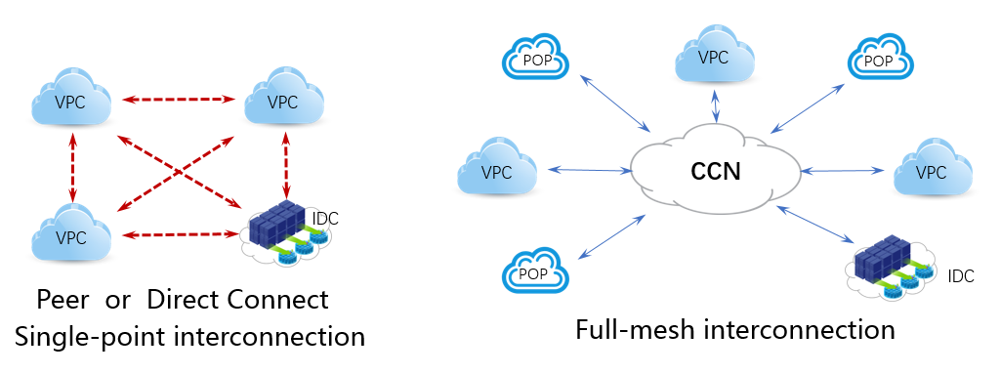 VPC
VPC
VPC
IDC
Peer or Direct Connect
Single-point interconnection
POP
VPC
POP
VPC
CCN
VPC
POP
IDC
Full-mesh interconnection